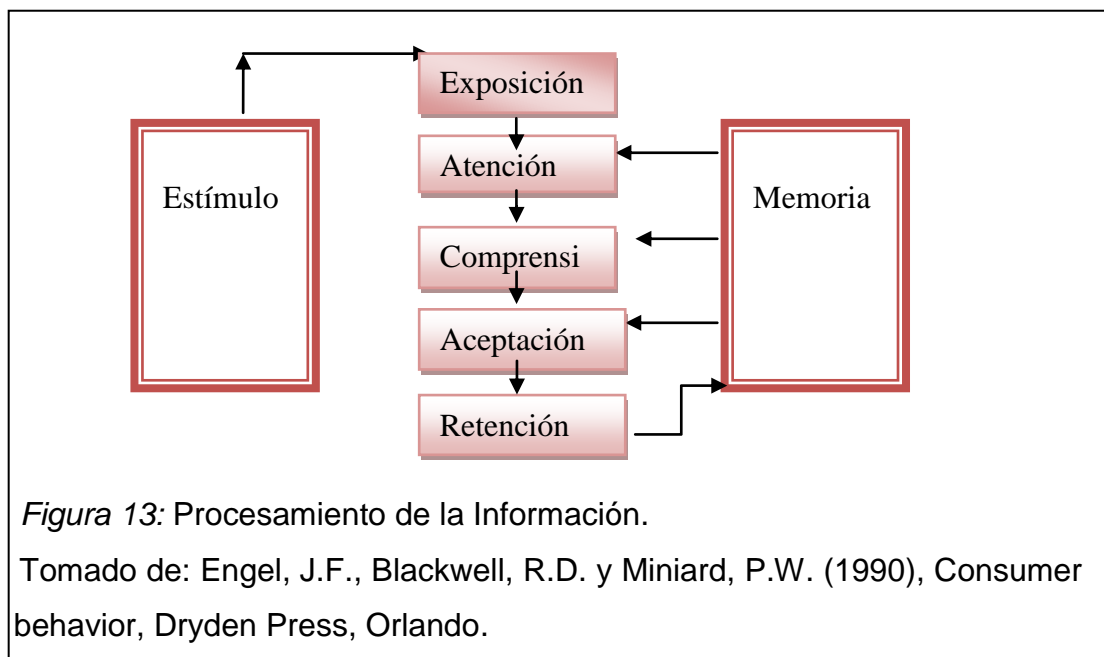 Exposición
Atención
Estímulo
Memoria
Comprensi
Aceptación
Retención
Figura 13: Procesamiento de la Información.
Tomado de: Engel, J.F., Blackwell, R.D. y Miniard, P.W. (1990), Consumer
behavior, Dryden Press, Orlando.